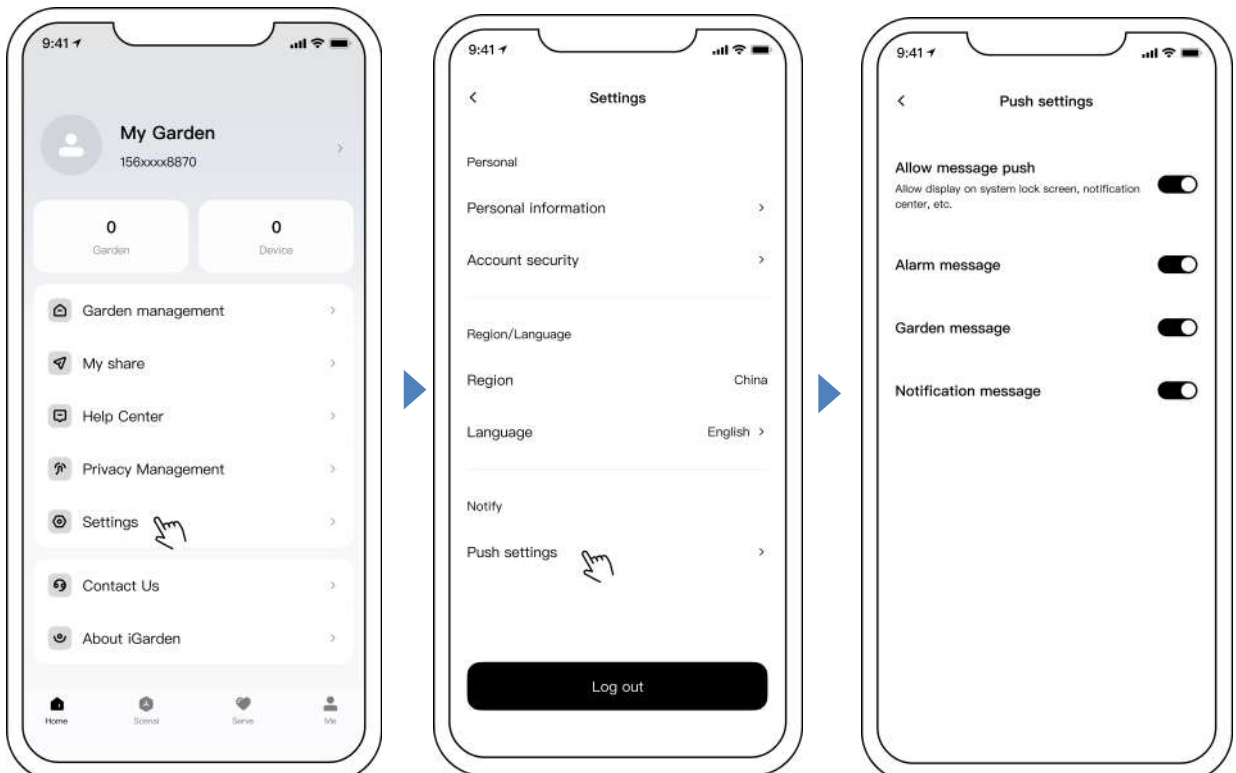 9:41
My Garden
156xxxx8870
0
Garden
0
Device
Garden management
My share
Help Center
Privacy Management
Settings
Contact Us
About iGarden
Home
Scenal
Serve
Me
9:41
Settings
Personal
Personal information
Account security
Region/Language
Region China
Language English
Notify
Push settings
Log out
9:41
Push settings
Allow message push
Allow display on system lock screen, notification
center, etc.
Alarm message
Garden message
Notification message